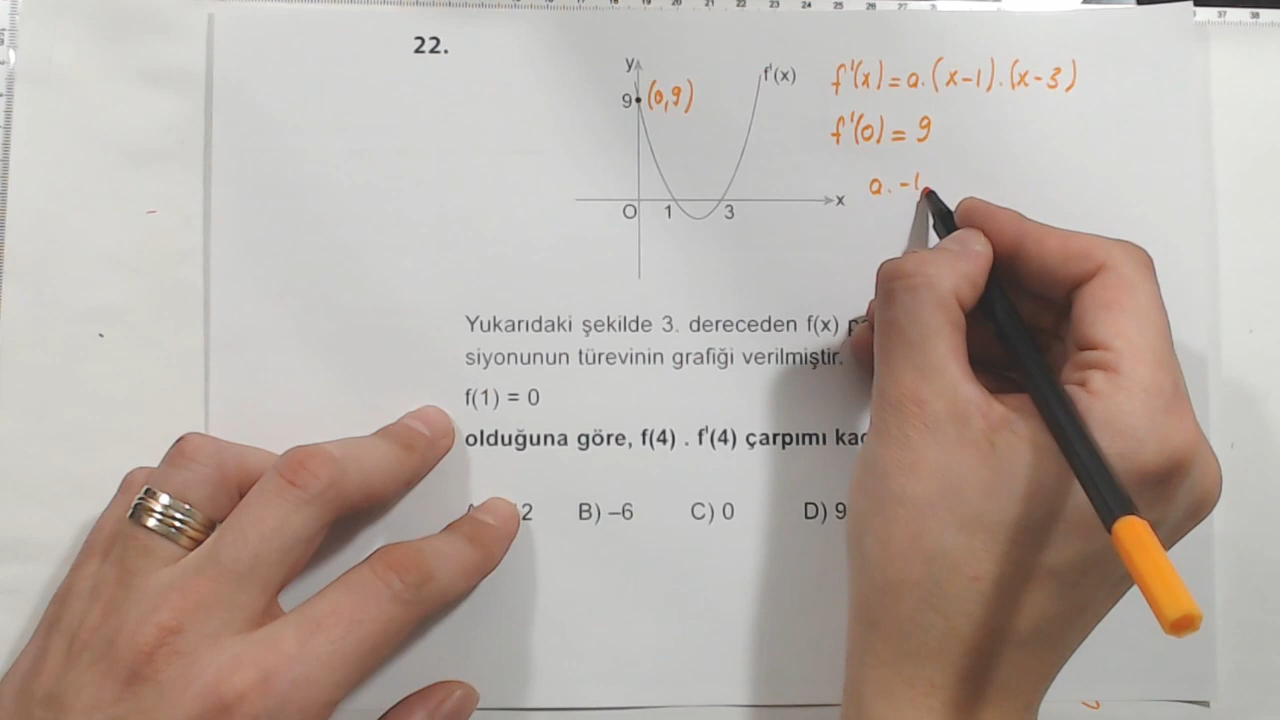 22.
y
9 (0,9)
f'(x)
f'(x) = a.(x-1).(x-3)
f'(0) = 9
a. -1
O 1 3 x
Yukarıdaki şekilde 3. dereceden f(x)
siyonunun türevinin grafiği verilmiştir.
f(1) = 0
olduğuna göre, f(4) . f'(4) çarpımı
B) –6 C) 0 D) 9